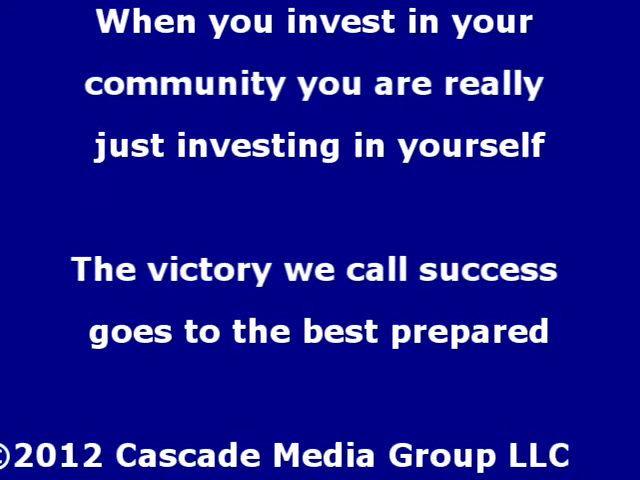 When you invest in your
community you are really
just investing in yourself
The victory we call success
goes to the best prepared
©2012 Cascade Media Group LLC